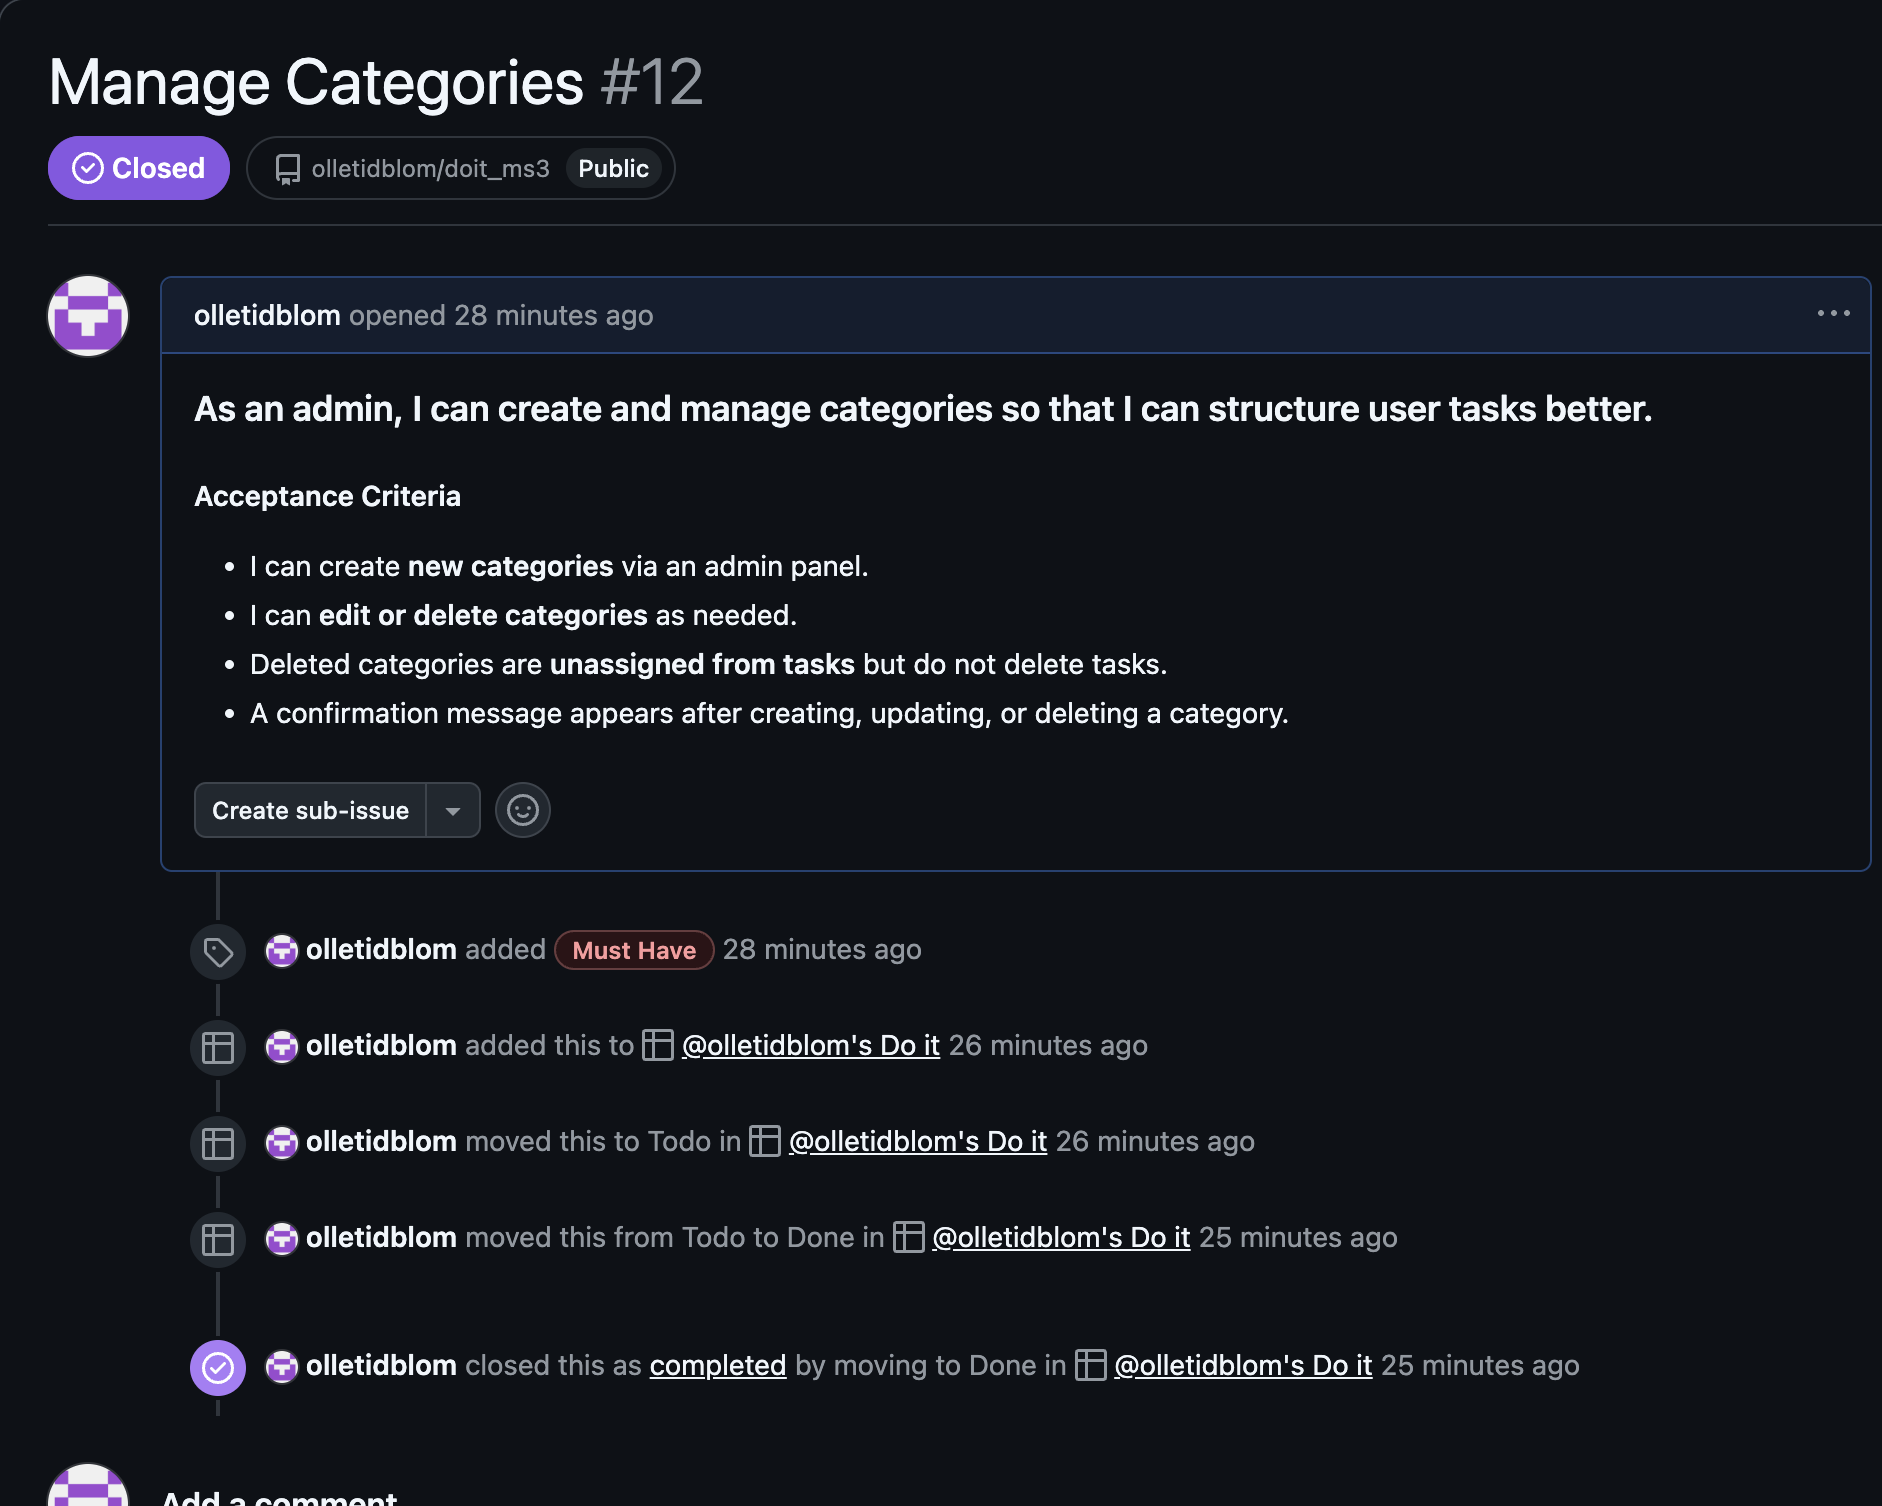 Manage Categories #12
Closed olletidblom/doit_ms3 Public
olletidblom opened 28 minutes ago
As an admin, I can create and manage categories so that I can structure user tasks better.
Acceptance Criteria
• I can create new categories via an admin panel.
• I can edit or delete categories as needed.
• Deleted categories are unassigned from tasks but do not delete tasks.
• A confirmation message appears after creating, updating, or deleting a category.
Create sub-issue
olletidblom added Must Have 28 minutes ago
olletidblom added this to @olletidblom's Do it 26 minutes ago
olletidblom moved this to Todo in @olletidblom's Do it 26 minutes ago
olletidblom moved this from Todo to Done in @olletidblom's Do it 25 minutes ago
olletidblom closed this as completed by moving to Done in @olletidblom's Do it 25 minutes ago
Add a comment